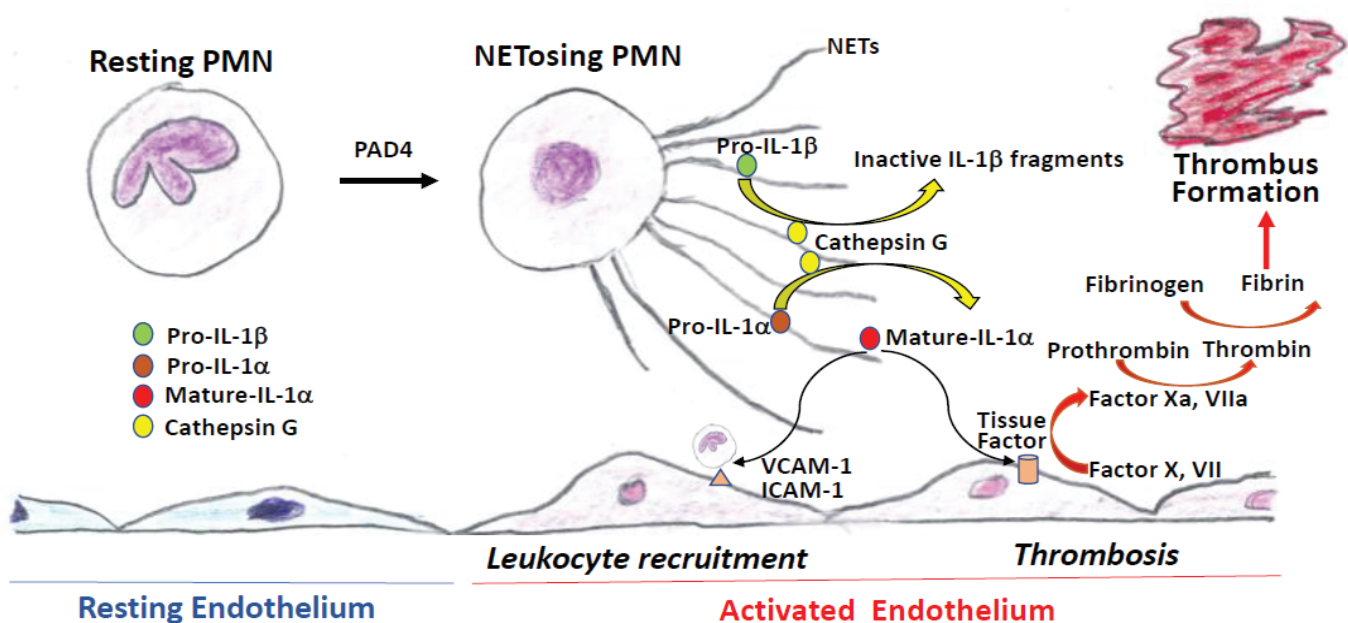 Resting PMN
PAD4
NETosing PMN
NETs
Pro-IL-1β
Inactive IL-1β fragments
Cathepsin G
Pro-IL-1α
Mature-IL-1α
Thrombus
Formation
Fibrinogen
Fibrin
Prothrombin
Thrombin
Factor Xa, VIIa
Tissue
Factor
Factor X, VII
VCAM-1
ICAM-1
Pro-IL-1β
Pro-IL-1α
Mature-IL-1α
Cathepsin G
Leukocyte recruitment
Thrombosis
Resting Endothelium
Activated Endothelium